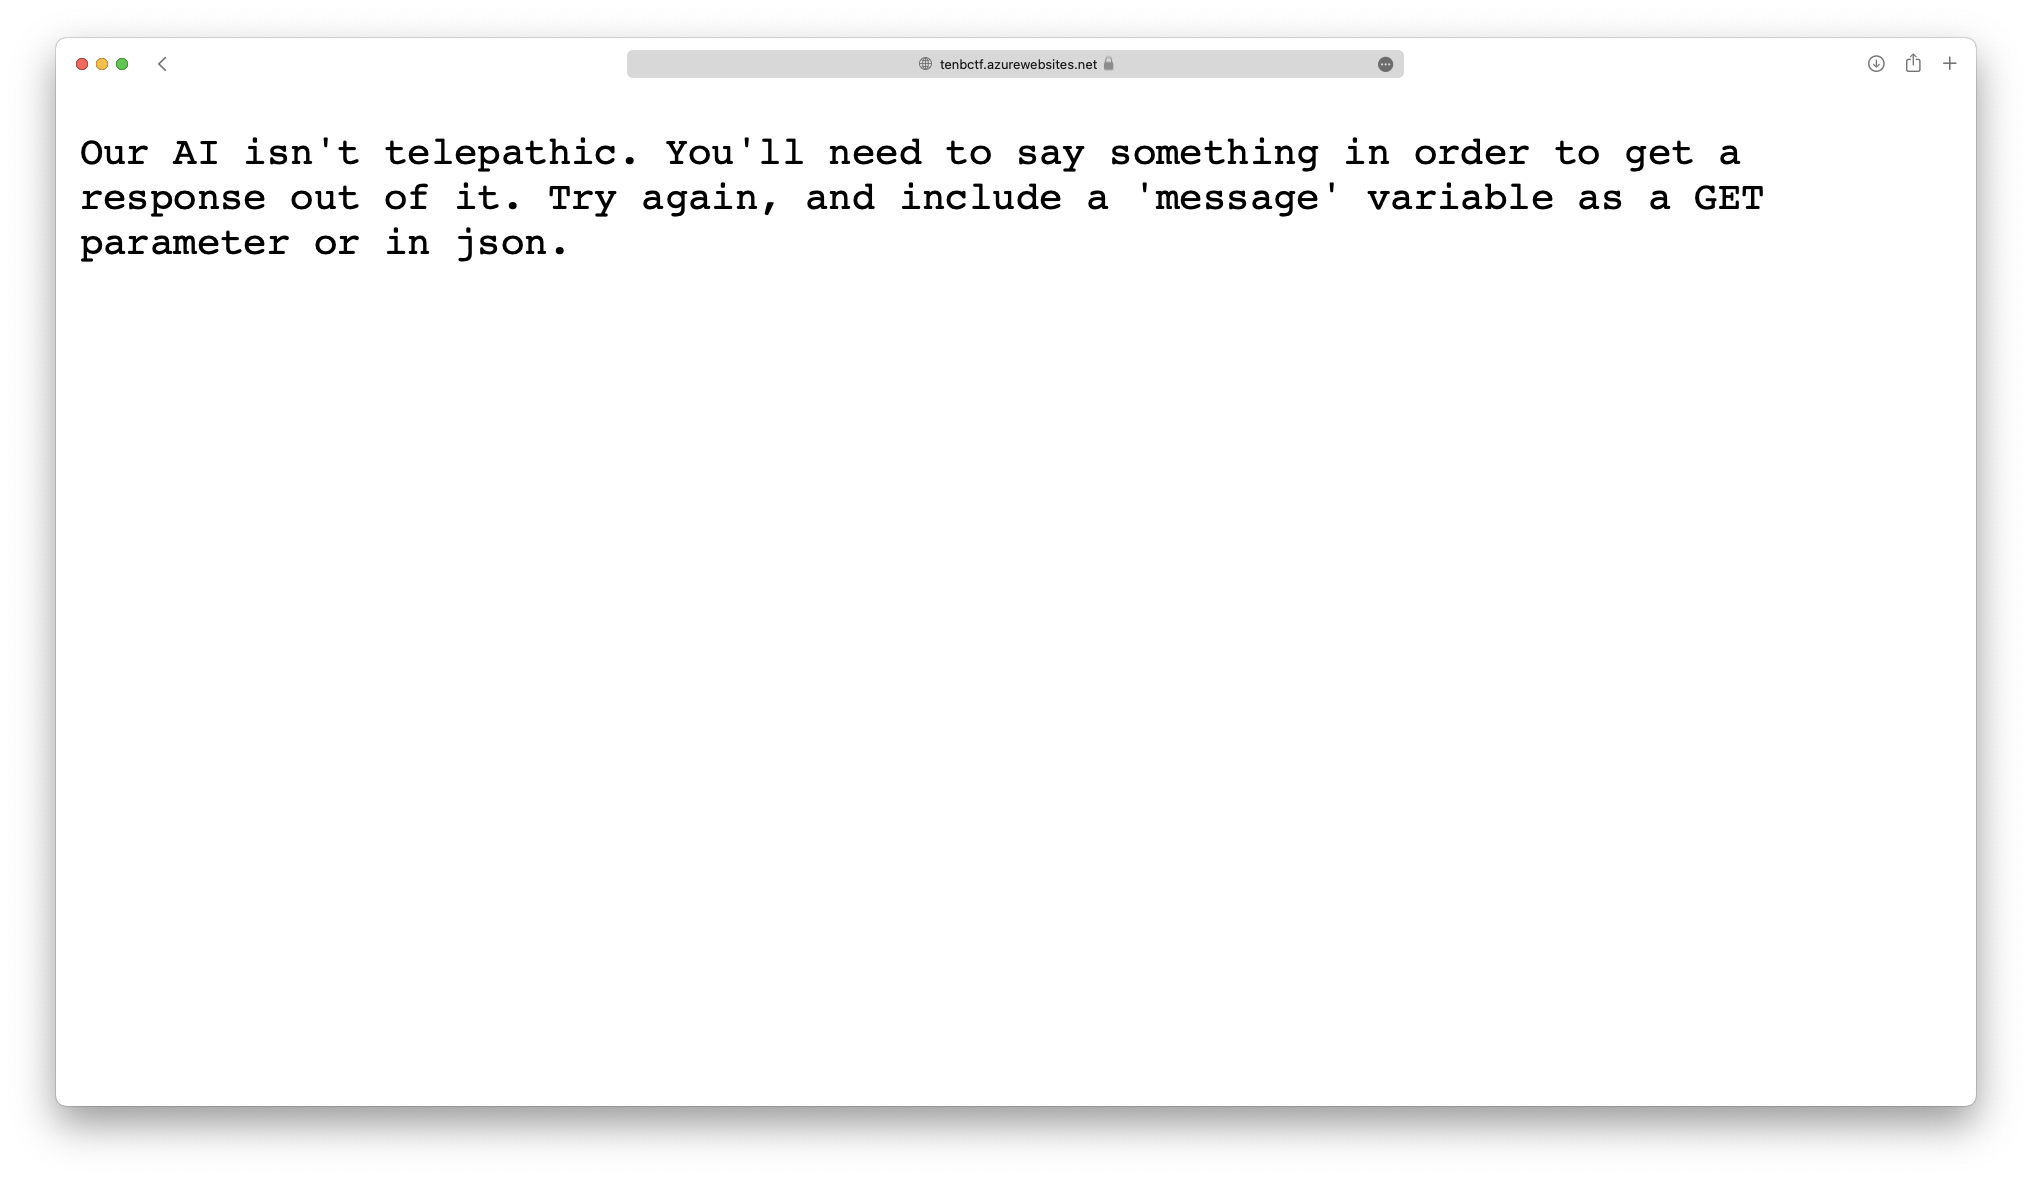 tenbctf.azurewebsites.net
Our AI isn't telepathic. You'll need to say something in order to get a
response out of it. Try again, and include a 'message' variable as a GET
parameter or in json.